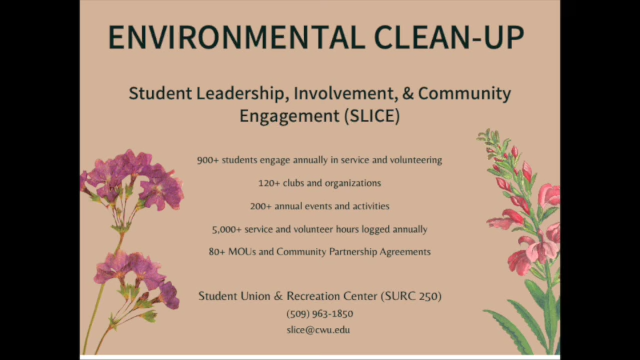 ENVIRONMENTAL CLEAN-UP
Student Leadership, Involvement, & Community
Engagement (SLICE)
900+ students engage annually in service and volunteering
120+ clubs and organizations
200+ annual events and activities
5,000+ service and volunteer hours logged annually
80+ MOUs and Community Partnership Agreements
Student Union & Recreation Center (SURC 250)
(509) 963-1850
slice@cwu.edu